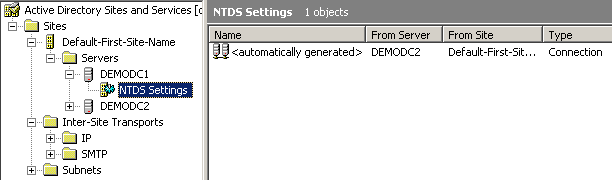 Active Directory Sites and Services [
Sites
Default-First-Site-Name
Servers
DEMODC1
NTDS Settings
DEMODC2
Inter-Site Transports
IP
SMTP
Subnets
NTDS Settings 1 objects
Name From Server From Site Type
<automatically generated> DEMODC2 Default-First-Sit... Connection